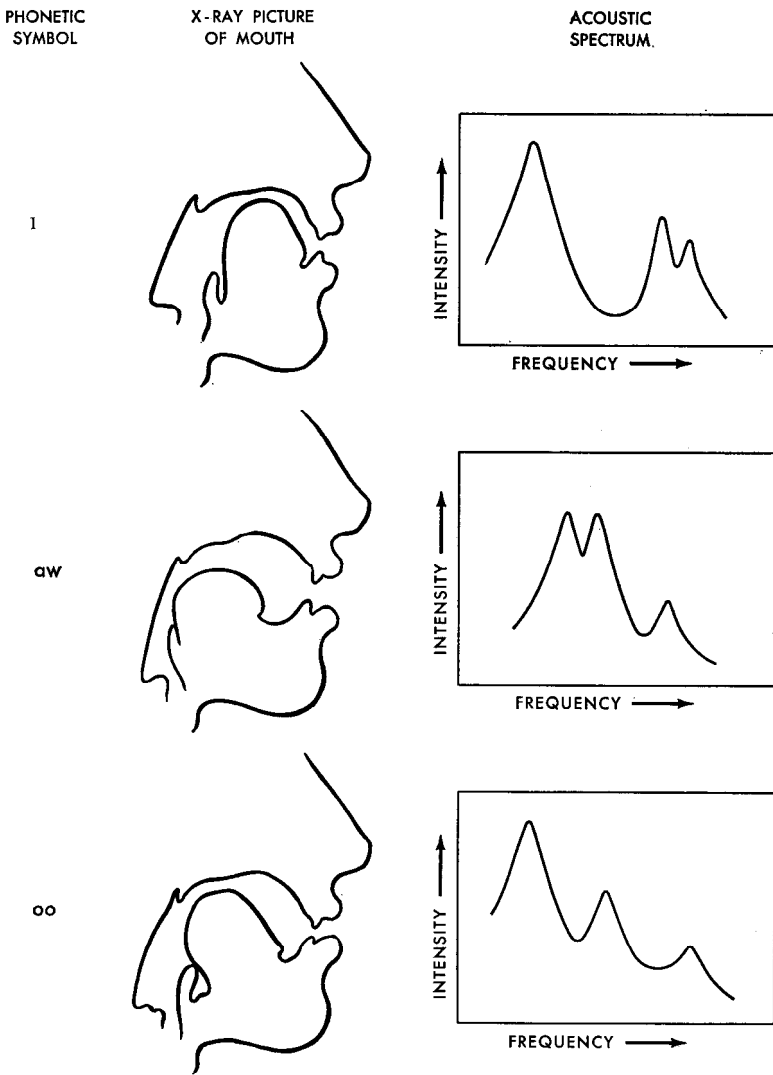 PHONETIC
SYMBOL
X-RAY PICTURE
OF MOUTH
ACOUSTIC
SPECTRUM.
I
INTENSITY
FREQUENCY
aw
INTENSITY
FREQUENCY
oo
INTENSITY
FREQUENCY